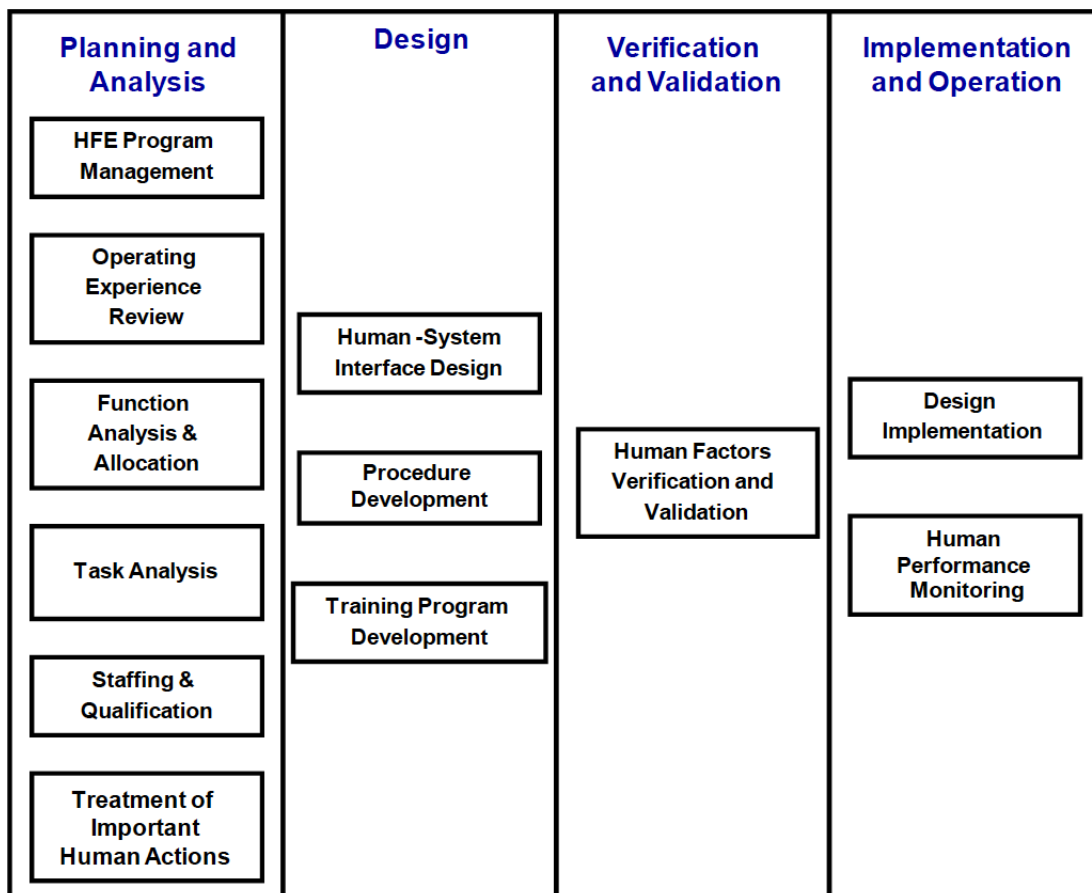 Planning and
Analysis
HFE Program
Management
Operating
Experience
Review
Function
Analysis &
Allocation
Task Analysis
Staffing &
Qualification
Treatment of
Important
Human Actions
Design
Human -System
Interface Design
Procedure
Development
Training Program
Development
Verification
and Validation
Human Factors
Verification and
Validation
Implementation
and Operation
Design
Implementation
Human
Performance
Monitoring